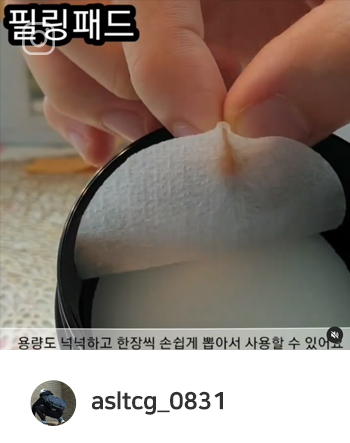 필링패드
용량도 넉넉하고 한장씩 손쉽게 뽑아서 사용할 수 있어요
asltcg_0831